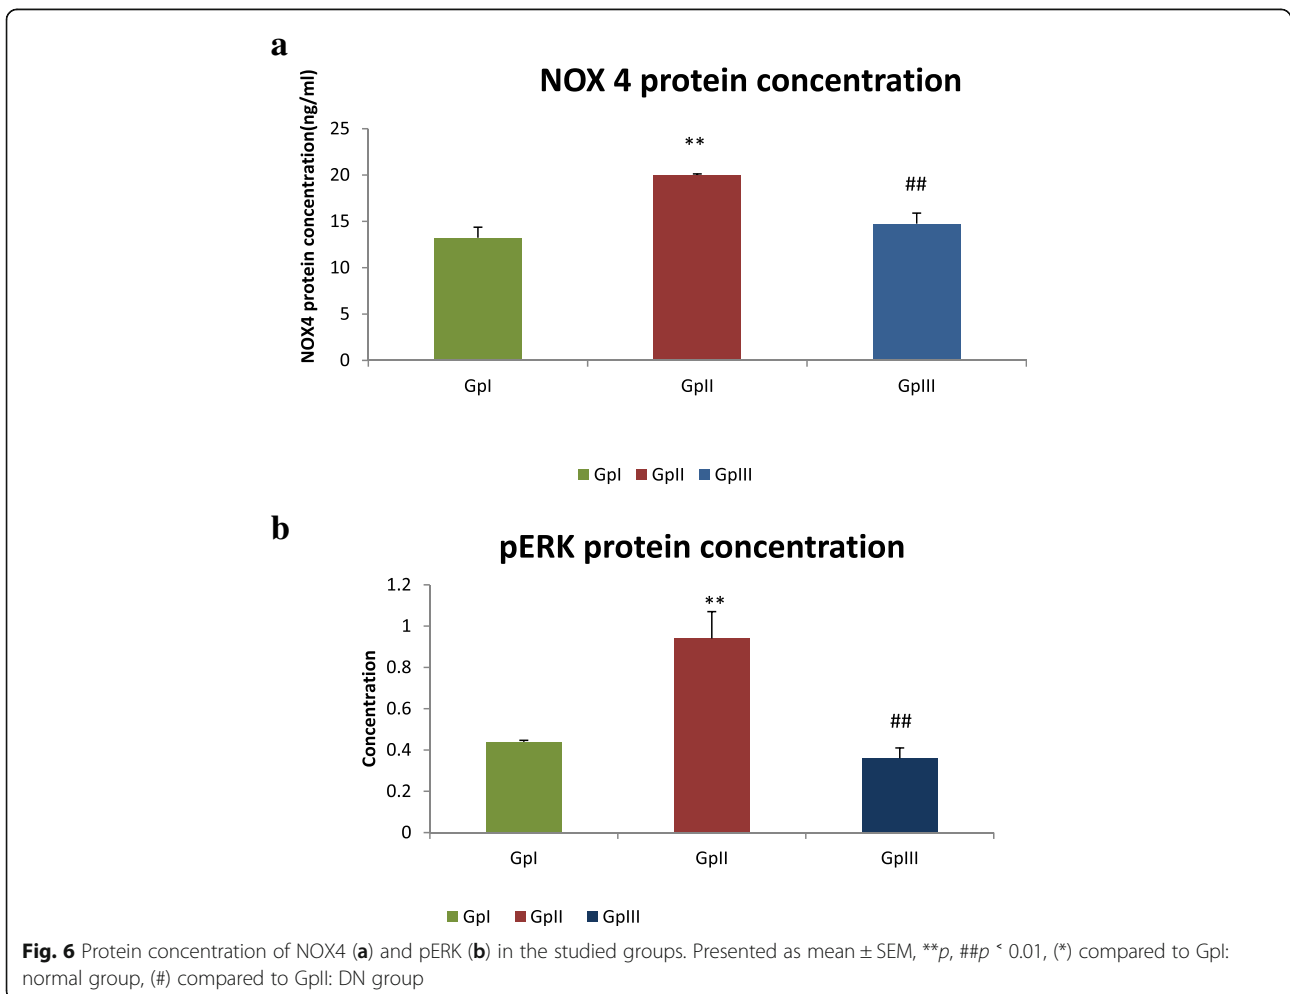 a
NOX 4 protein concentration
NOX4 protein concentration(ng/ml)
25
**
20
##
15
10
5
0
GpI GpII GpIII
GpI GpII GpIII
b
pERK protein concentration
Concentration
1.2
**
1
0.8
0.6
##
0.4
0.2
0
GpI GpII GpIII
GpI GpII GpIII
Fig. 6 Protein concentration of NOX4 (a) and pERK (b) in the studied groups. Presented as mean ± SEM, **p, ##p ˂ 0.01, (*) compared to GpI:
normal group, (#) compared to GpII: DN group